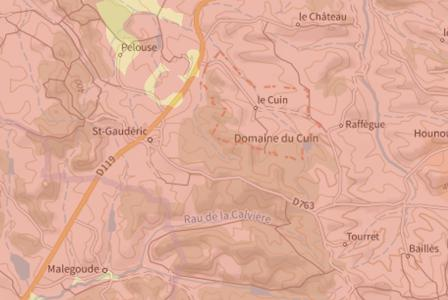 le Château
Pelouse
le Cuin
St-Gaudéric
Raffègue
Domaine du Cuin
D119
D763
Rau de la Calvière
Tourret
Baillès
Malegoude